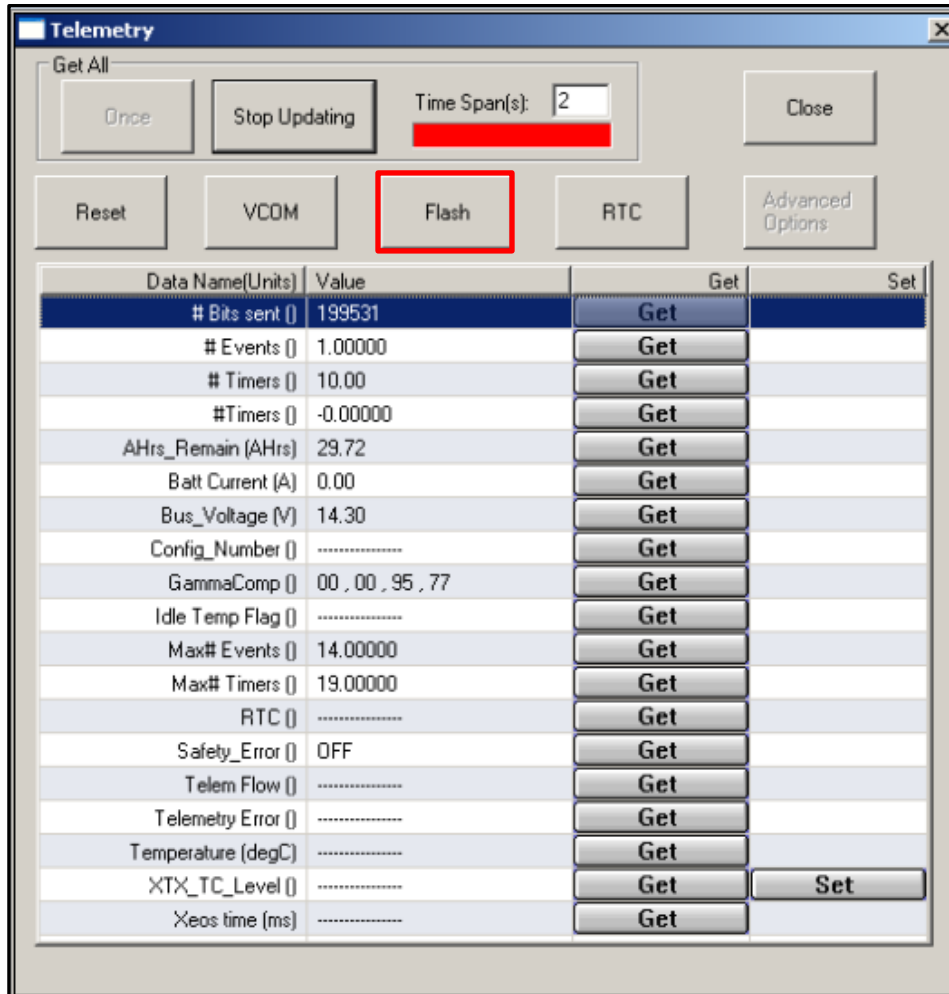 Telemetry
Get All
Once
Stop Updating
Time Span(s): 2
Close
Reset
VCOM
Flash
RTC
Advanced
Options
Data Name(Units) Value Get Set
# Bits sent () 199531 Get
# Events () 1.00000 Get
# Timers () 10.00 Get
#Timers () -0.00000 Get
AHrs_Remain (AHrs) 29.72 Get
Batt Current (A) 0.00 Get
Bus_Voltage (V) 14.30 Get
Config_Number () ---------------- Get
GammaComp () 00 , 00 , 95 , 77 Get
Idle Temp Flag () ---------------- Get
Max# Events () 14.00000 Get
Max# Timers () 19.00000 Get
RTC () ---------------- Get
Safety_Error () OFF Get
Telem Flow () ---------------- Get
Telemetry Error () ---------------- Get
Temperature (degC) ---------------- Get
XTX_TC_Level () ---------------- Get Set
Xeos time (ms) ---------------- Get